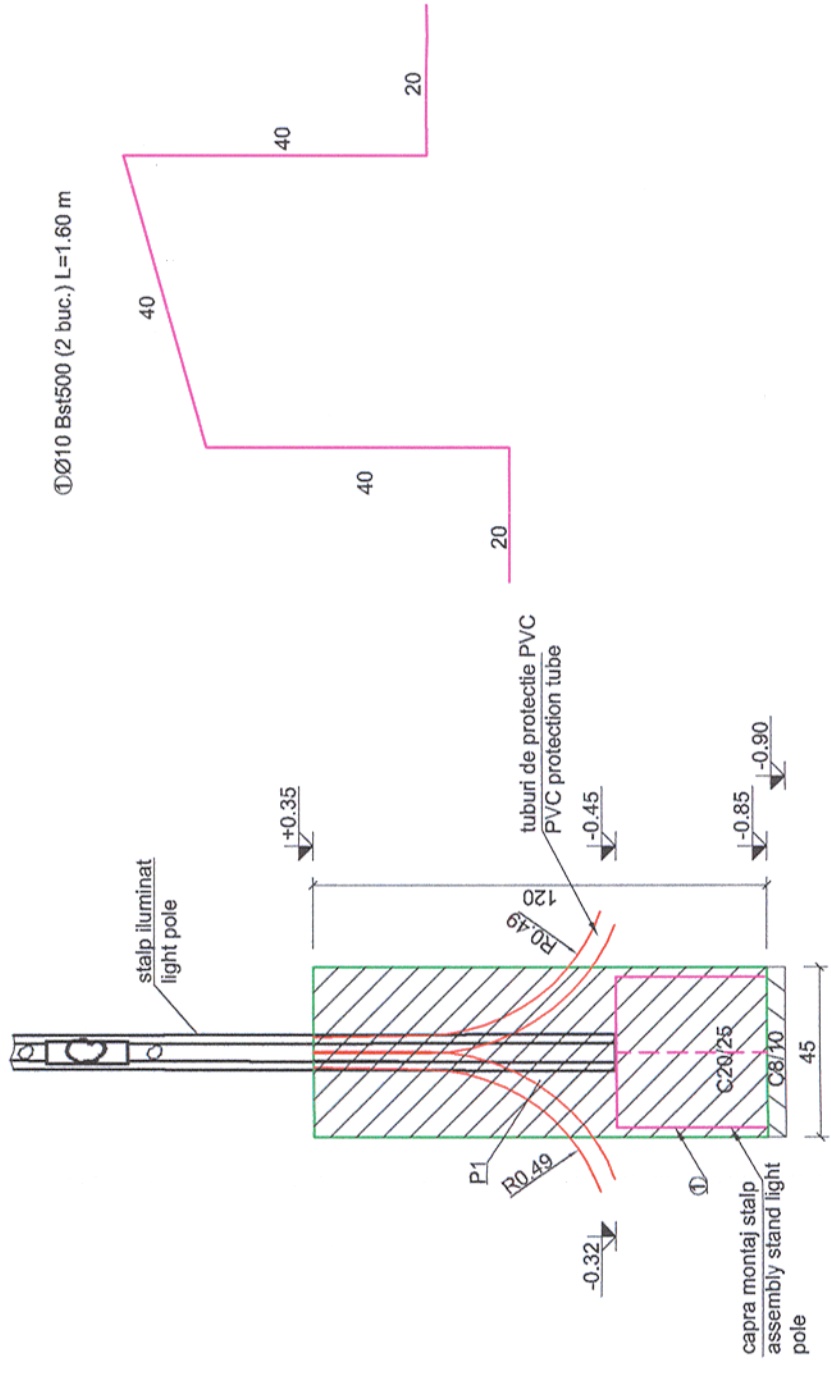 ①Ø10 Bst500 (2 buc.) L=1.60 m
40
40
40
20
20
stalp iluminat
light pole
+0.35
120
R0.49
tuburi de protectie PVC
PVC protection tube
P1
R0.49
-0.32
-0.45
-0.85
-0.90
①
C20/25
C8/10
45
capra montaj stalp
assembly stand light
pole